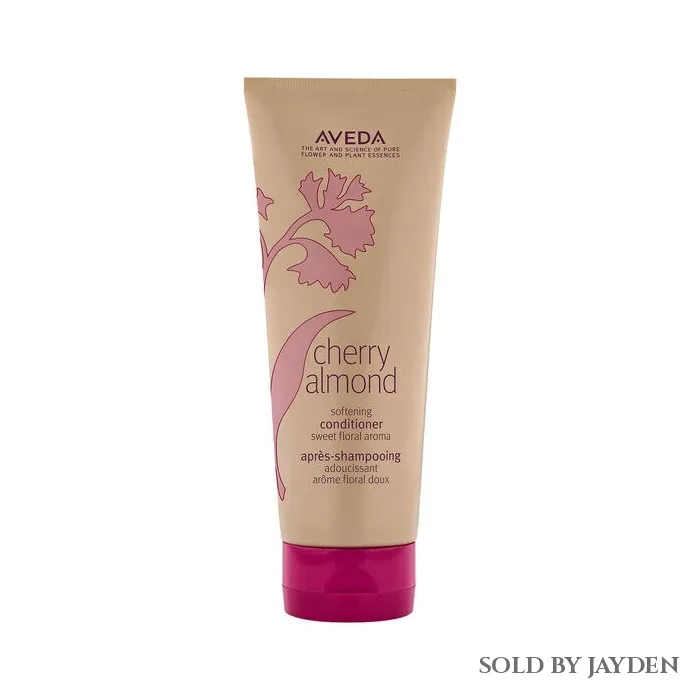 AVEDA
THE ART AND SCIENCE OF PURE
FLOWER AND PLANT ESSENCES
cherry
almond
softening
conditioner
sweet floral aroma
après-shampooing
adoucissant
arôme floral doux
SOLD BY JAYDEN